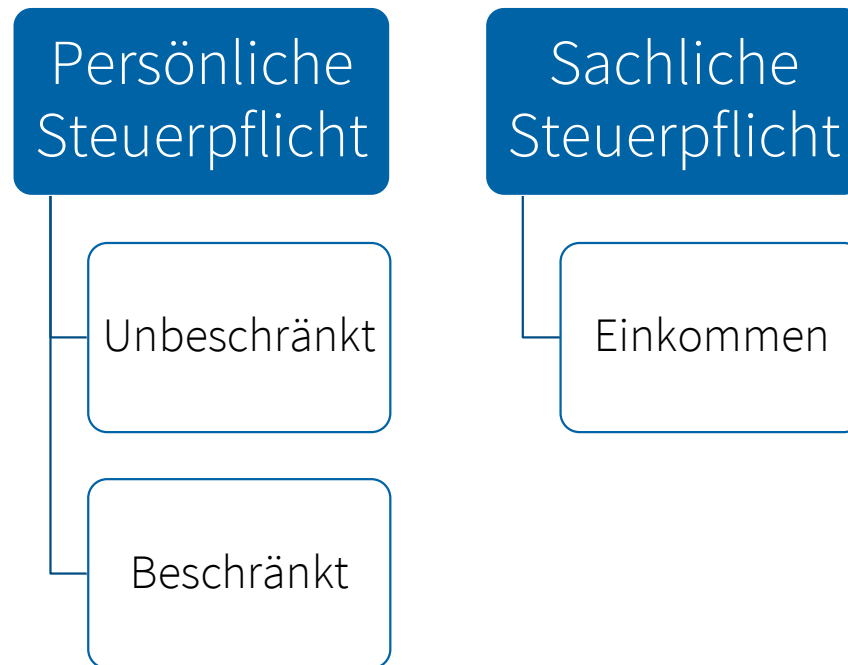 Persönliche
Steuerpflicht
Unbeschränkt
Beschränkt
Sachliche
Steuerpflicht
Einkommen